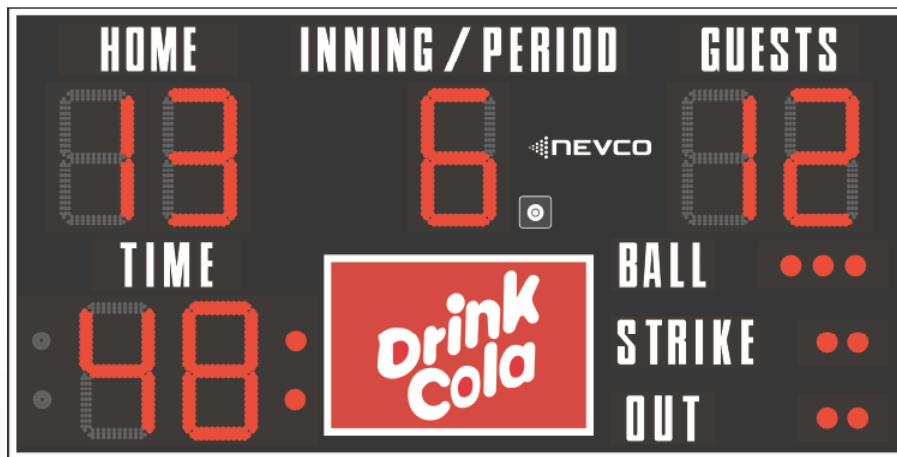 HOME INNING / PERIOD GUESTS
13 6 12
NEVCO
TIME
48:
Drink
Cola
BALL
STRIKE
OUT